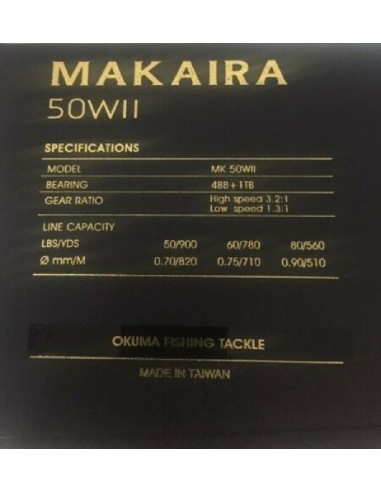 MAKAIRA
50WII
SPECIFICATIONS
MODEL MK 50WII
BEARING 4BB+1TB
GEAR RATIO High speed 3.2:1
Low speed 1.3:1
LINE CAPACITY
LBS/YDS 50/900 60/780 80/560
Ø mm/M 0.70/820 0.75/710 0.90/510
OKUMA FISHING TACKLE
MADE IN TAIWAN